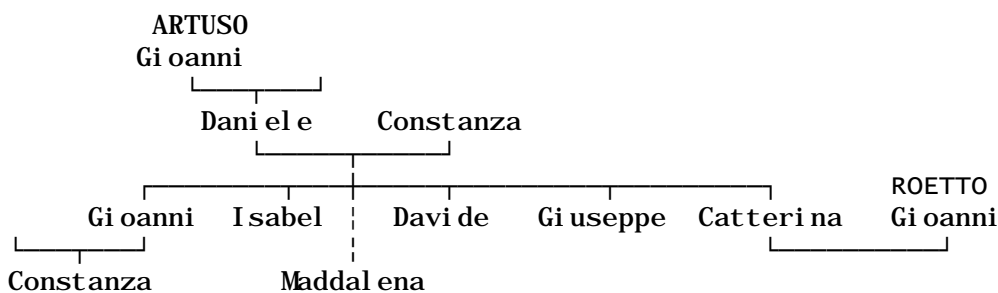 ARTUSO
Gioanni
Daniele Constanza
ROETTO
Gioanni Isabel Davide Giuseppe Catterina Gioanni
Constanza Maddalena